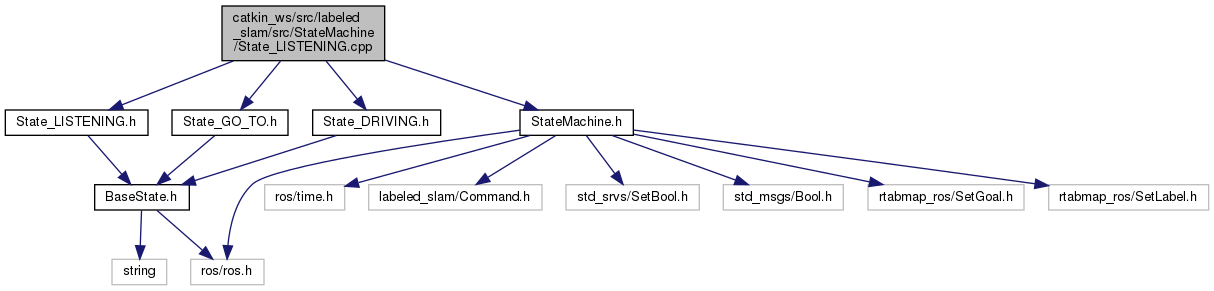 catkin_ws/src/labeled
_slam/src/StateMachine
/State_LISTENING.cpp
State_LISTENING.h
State_GO_TO.h
State_DRIVING.h
StateMachine.h
BaseState.h
ros/time.h
labeled_slam/Command.h
std_srvs/SetBool.h
std_msgs/Bool.h
rtabmap_ros/SetGoal.h
rtabmap_ros/SetLabel.h
string
ros/ros.h